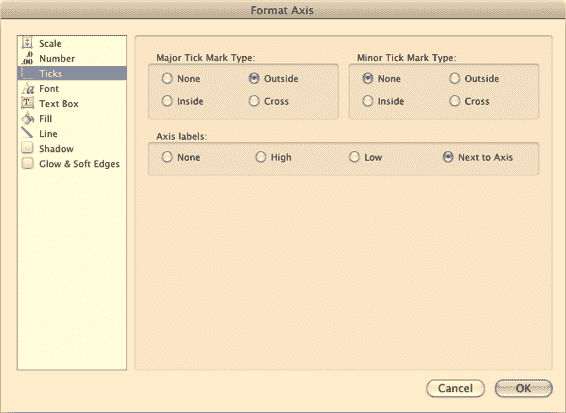 Format Axis
Scale
.0
.00 Number
Ticks
Font
Text Box
Fill
Line
Shadow
Glow & Soft Edges
Major Tick Mark Type:
None
Outside
Inside
Cross
Minor Tick Mark Type:
None
Outside
Inside
Cross
Axis labels:
None
High
Low
Next to Axis
Cancel
OK